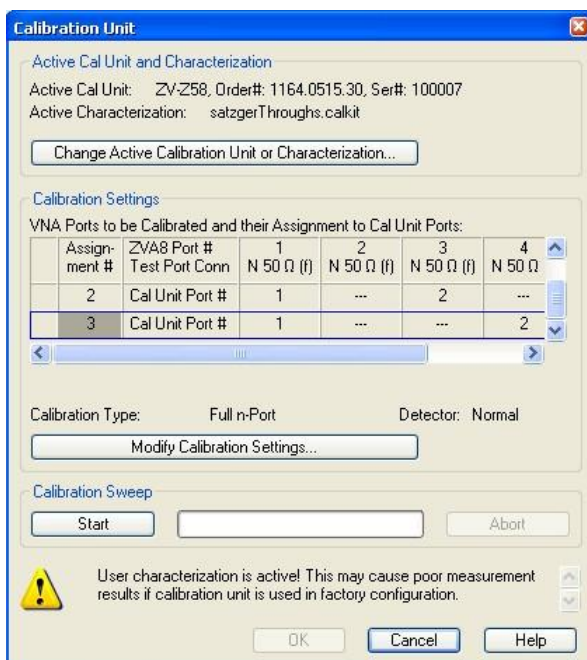 Calibration Unit
Active Cal Unit and Characterization
Active Cal Unit: ZV-Z58, Order#: 1164.0515.30, Ser#: 100007
Active Characterization: satzgerThroughs.calkit
Change Active Calibration Unit or Characterization...
Calibration Settings
VNA Ports to be Calibrated and their Assignment to Cal Unit Ports:
Assign- ZVA8 Port # 1 2 3 4
ment # Test Port Conn N 50 Ω (f) N 50 Ω (f) N 50 Ω (f) N 50 Ω
2 Cal Unit Port # 1 --- 2 ---
3 Cal Unit Port # 1 --- --- 2
Calibration Type: Full n-Port Detector: Normal
Modify Calibration Settings...
Calibration Sweep
Start Abort
User characterization is active! This may cause poor measurement
results if calibration unit is used in factory configuration.
OK Cancel Help